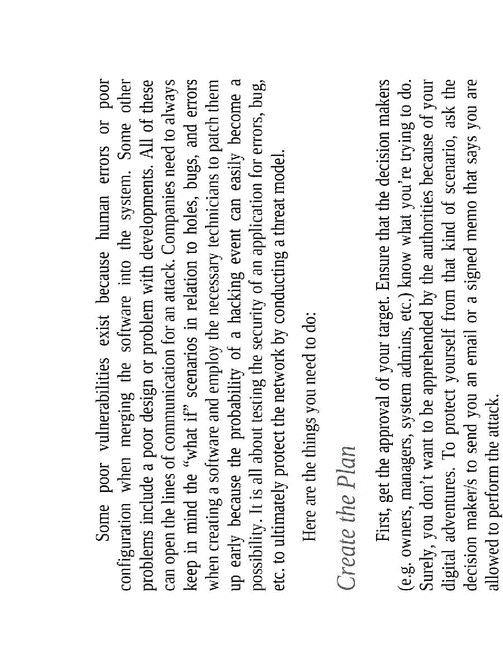 Some poor vulnerabilities exist because human errors or poor
configuration when merging the software into the system. Some other
problems include a poor design or problem with developments. All of these
can open the lines of communication for an attack. Companies need to always
keep in mind the “what if” scenarios in relation to holes, bugs, and errors
when creating a software and employ the necessary technicians to patch them
up early because the probability of a hacking event can easily become a
possibility. It is all about testing the security of an application for errors, bug,
etc. to ultimately protect the network by conducting a threat model.
Here are the things you need to do:
Create the Plan
First, get the approval of your target. Ensure that the decision makers
(e.g. owners, managers, system admins, etc.) know what you’re trying to do.
Surely, you don’t want to be apprehended by the authorities because of your
digital adventures. To protect yourself from that kind of scenario, ask the
decision maker/s to send you an email or a signed memo that says you are
allowed to perform the attack.